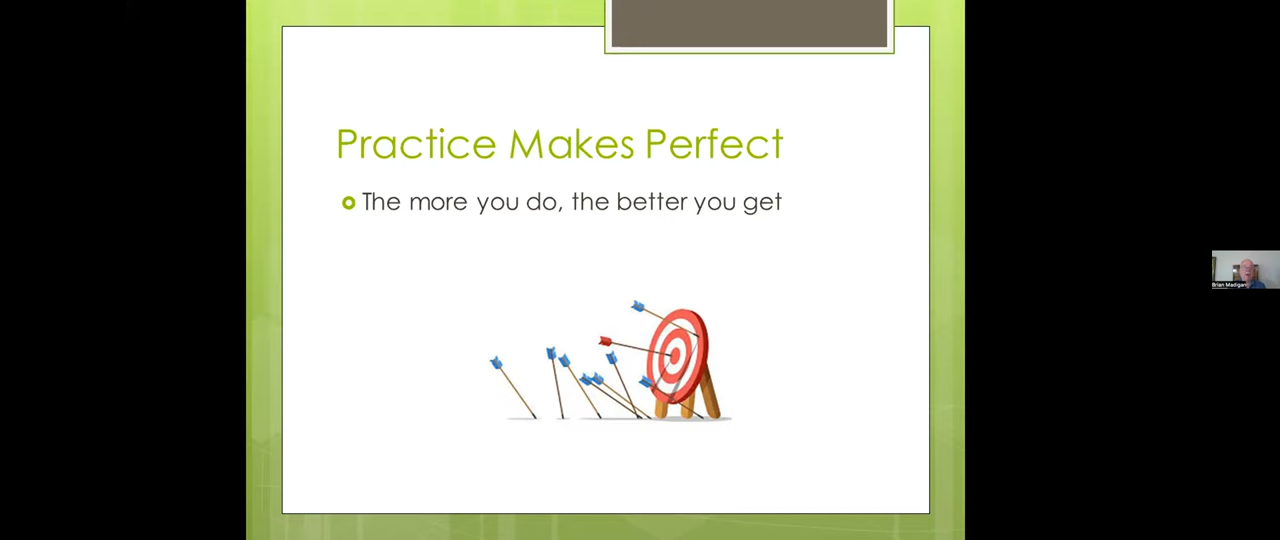 Practice Makes Perfect
The more you do, the better you get
Brian Madigan